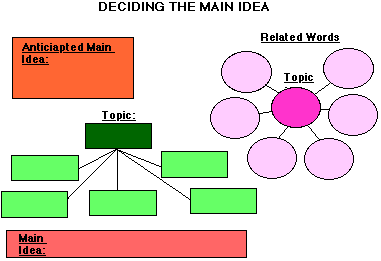 DECIDING THE MAIN IDEA
Anticiapted Main
Idea:
Related Words
Topic
Topic:
Main
Idea: